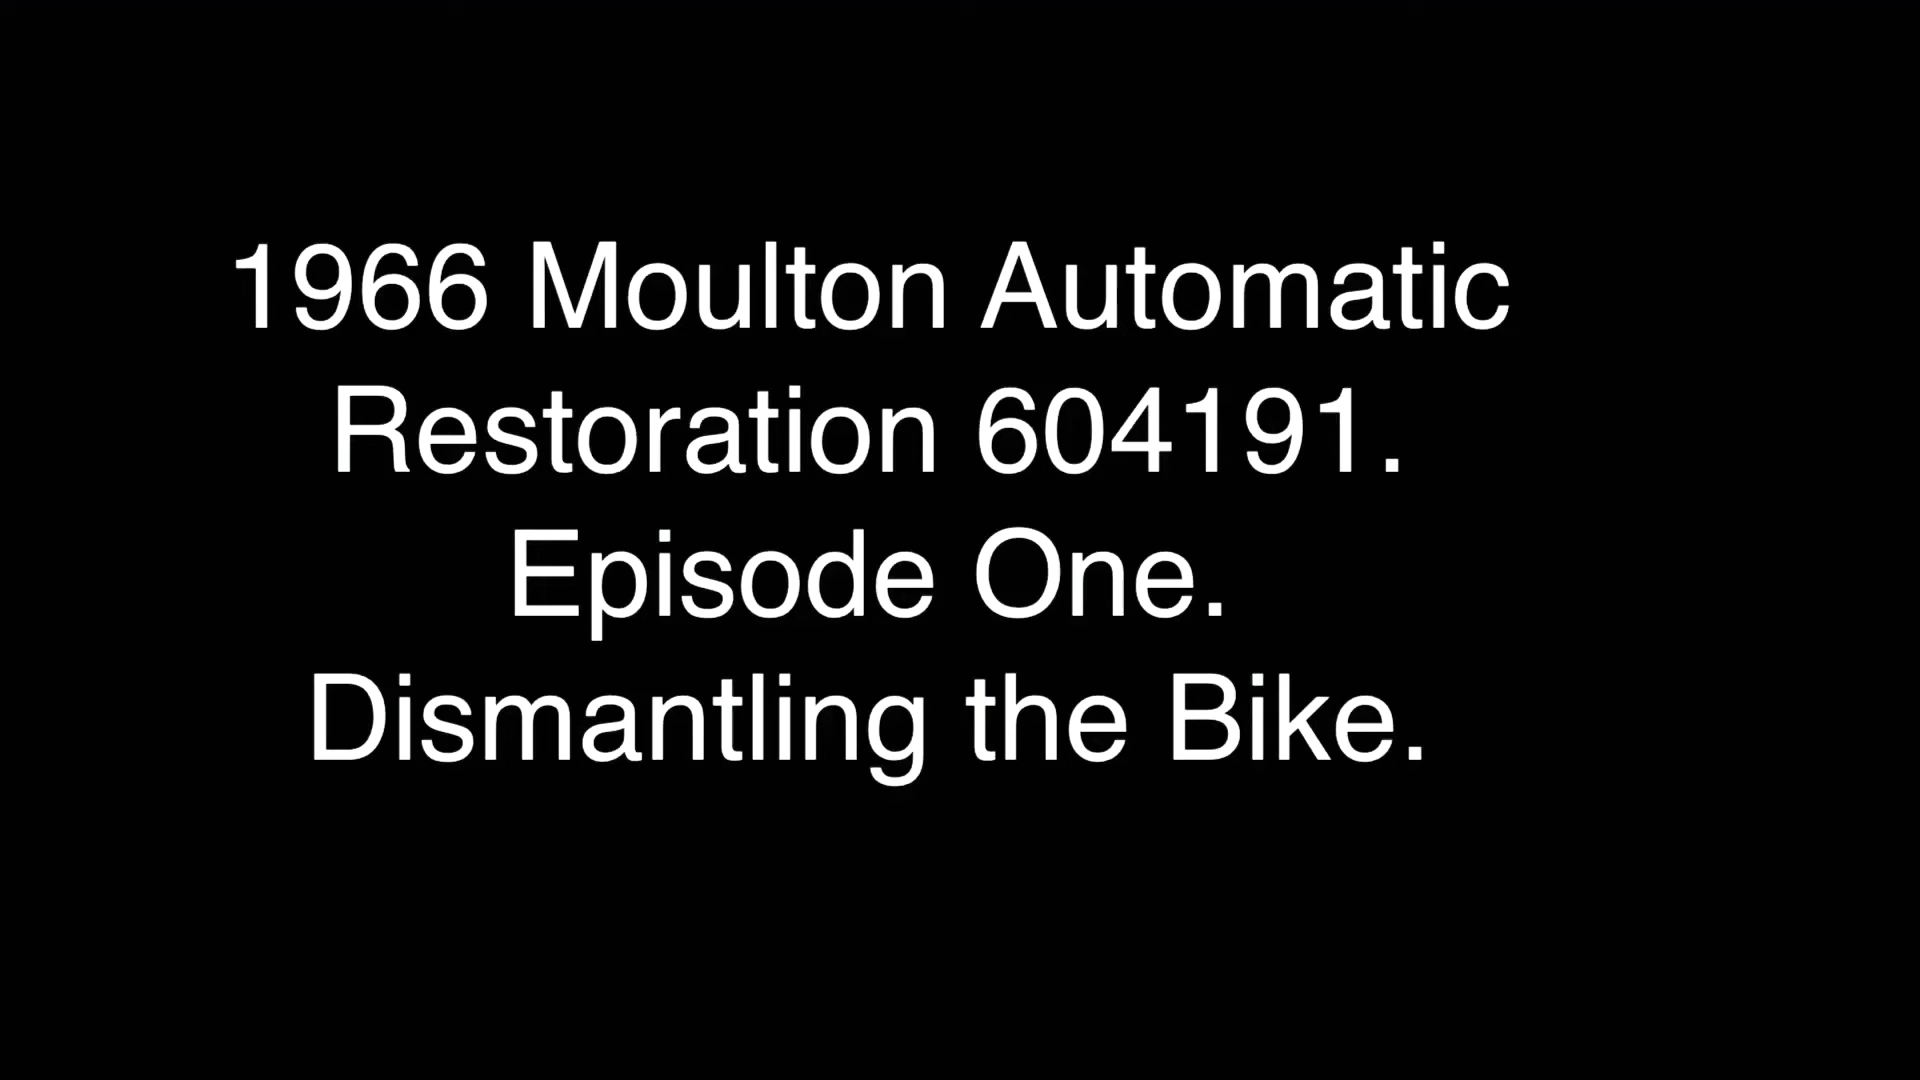 1966 Moulton Automatic
Restoration 604191.
Episode One.
Dismantling the Bike.